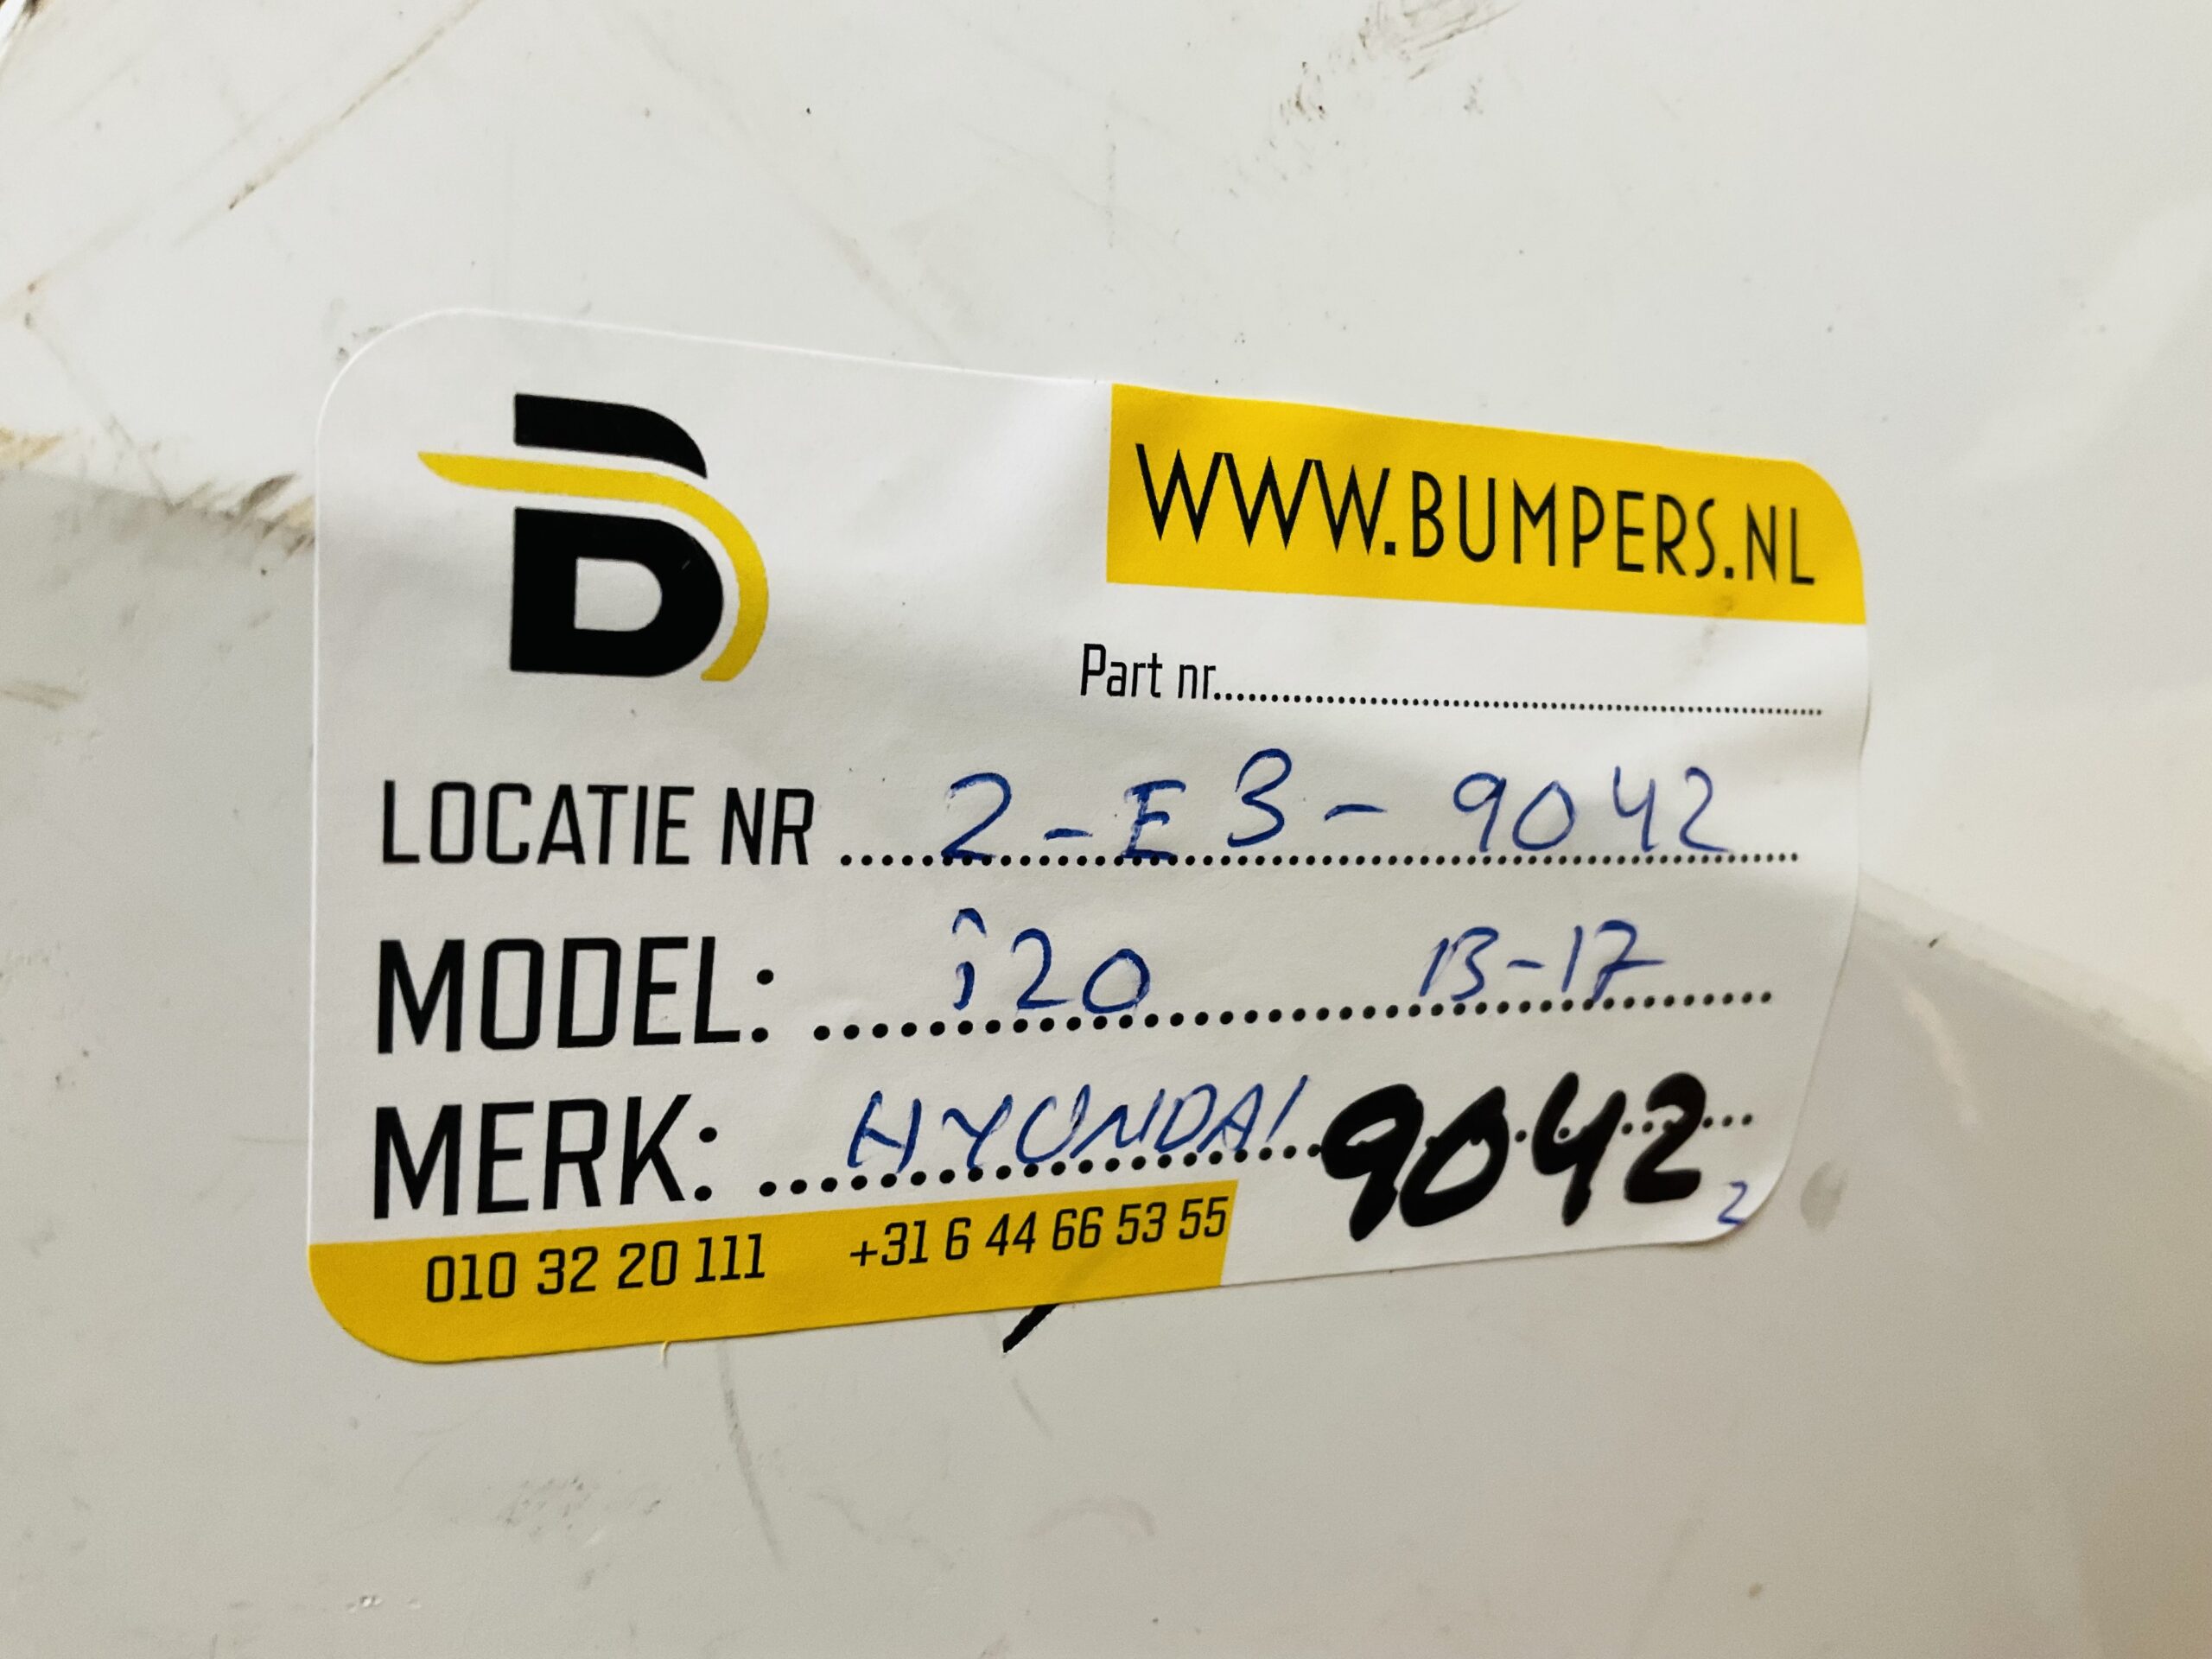 WWW.BUMPERS.NL
Part nr...............
LOCATIE NR 2-E3-9042
MODEL: i20 13-17
MERK: HYUNDAI 9042
2
010 32 20 111 +31 6 44 66 53 55